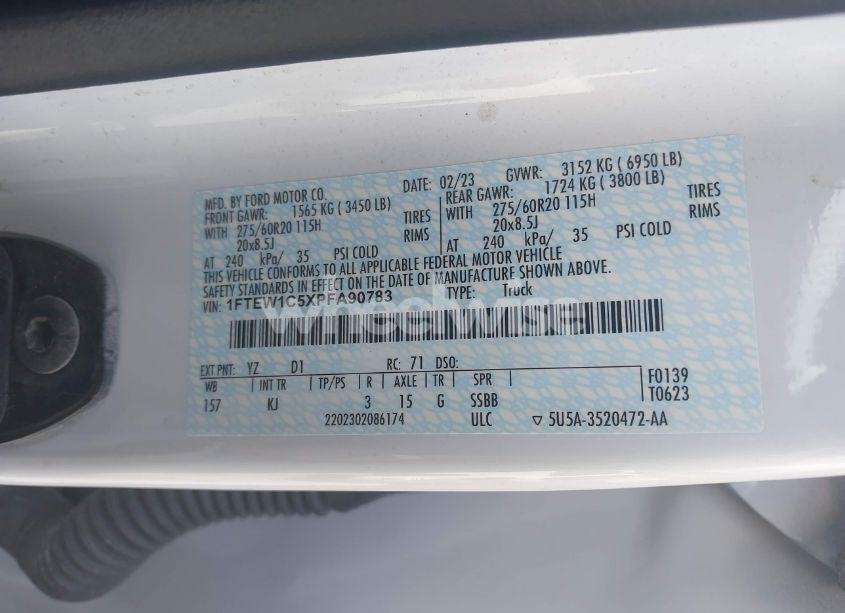 MFD. BY FORD MOTOR CO.
DATE: 02/23
GVWR: 3152 KG ( 6950 LB)
FRONT GAWR: 1565 KG ( 3450 LB)
REAR GAWR: 1724 KG ( 3800 LB)
WITH 275/60R20 115H TIRES
WITH 275/60R20 115H TIRES
20x8.5J RIMS
20x8.5J RIMS
AT 240 kPa/ 35 PSI COLD
AT 240 kPa/ 35 PSI COLD
THIS VEHICLE CONFORMS TO ALL APPLICABLE FEDERAL MOTOR VEHICLE
SAFETY STANDARDS IN EFFECT ON THE DATE OF MANUFACTURE SHOWN ABOVE.
VIN: 1FTEW1C5XPFA90783
TYPE: Truck
wheelwise
EXT PNT: YZ D1 RC: 71 DSO:
WB INT TR TP/PS R AXLE TR SPR
157 KJ 3 15 G SSBB
F0139
T0623
2202302086174 ULC ▽ 5U5A-3520472-AA